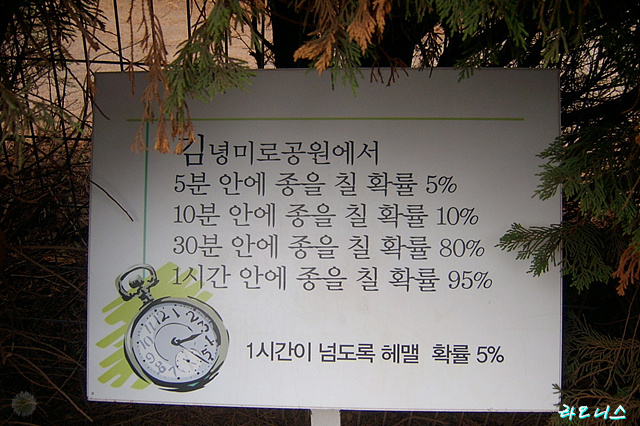 김녕미로공원에서
5분 안에 종을 칠 확률 5%
10분 안에 종을 칠 확률 10%
30분 안에 종을 칠 확률 80%
1시간 안에 종을 칠 확률 95%
1시간이 넘도록 헤맬 확률 5%
라드니스